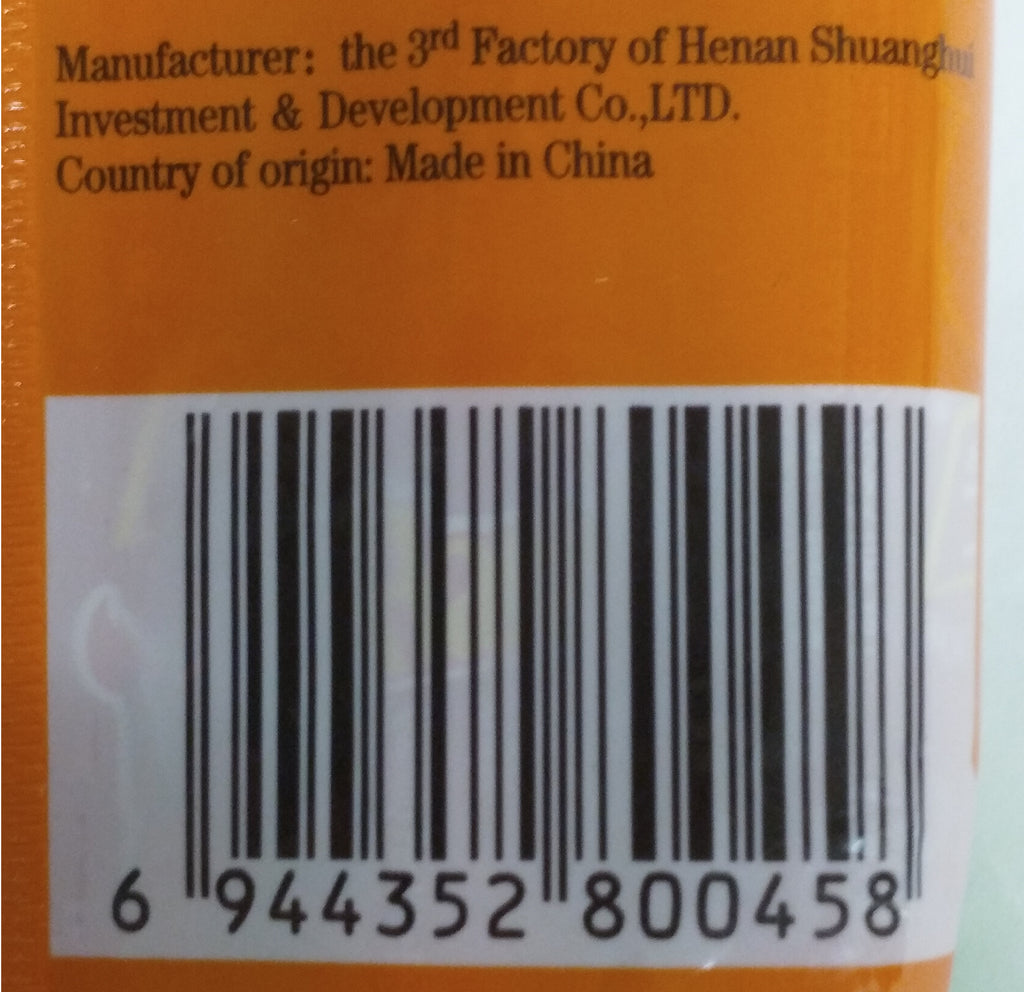 Manufacturer: the 3rd Factory of Henan Shuanghui
Investment & Development Co.,LTD.
Country of origin: Made in China
6 944352 800458